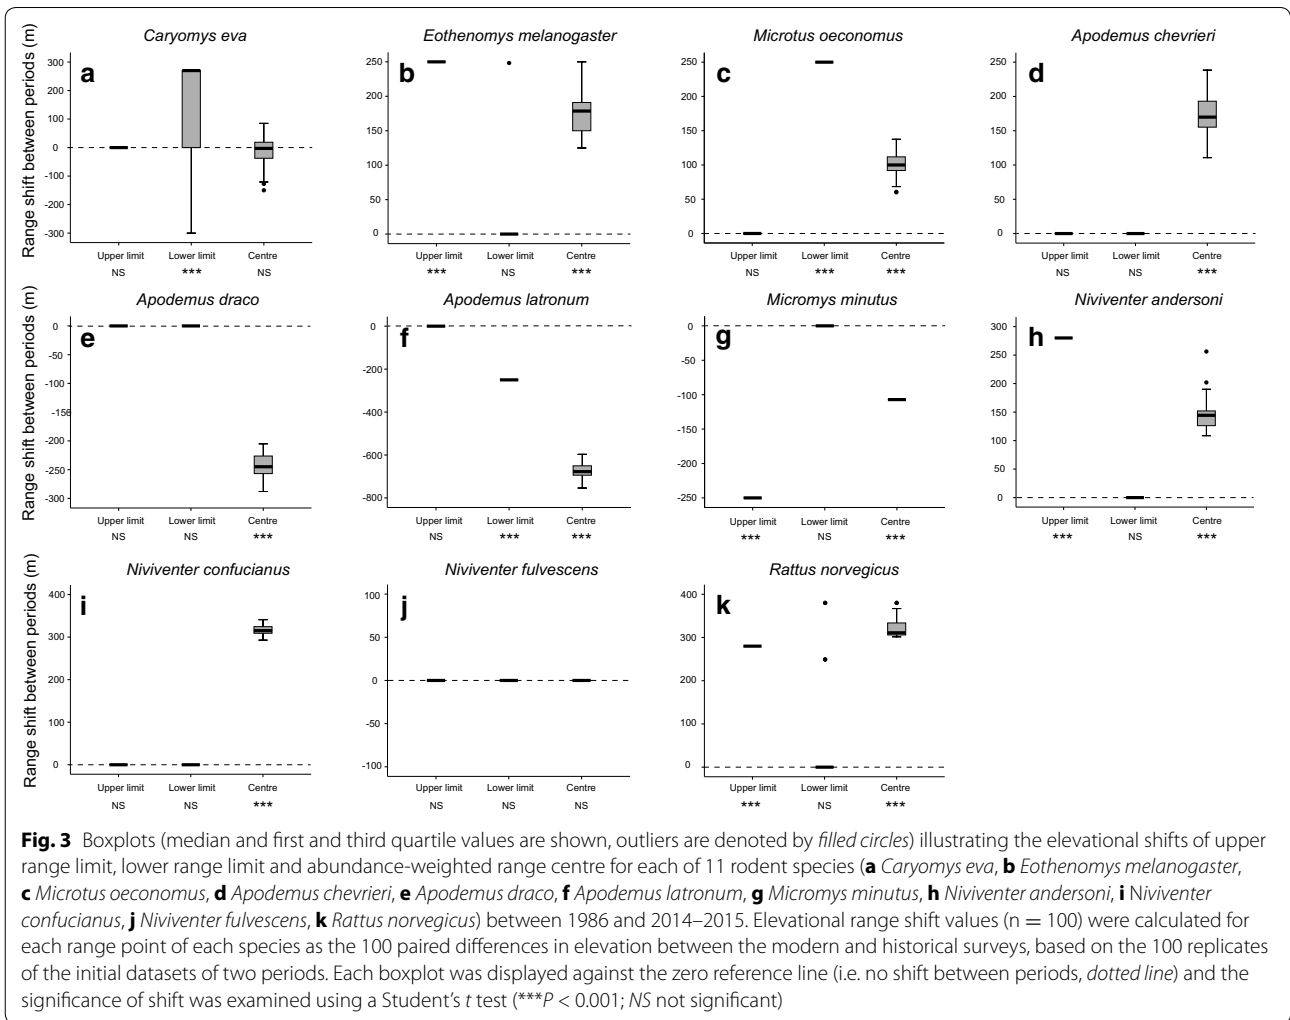 Caryomys eva
Eothenomys melanogaster
Microtus oeconomus
Apodemus chevrieri
Range shift between periods (m)
a
300
200
100
0
-100
-200
-300
Upper limit Lower limit Centre
NS *** NS
b
250
200
150
100
50
0
Upper limit Lower limit Centre
*** NS ***
c
250
200
150
100
50
0
Upper limit Lower limit Centre
NS *** ***
d
250
200
150
100
50
0
Upper limit Lower limit Centre
NS NS ***
Apodemus draco
Apodemus latronum
Micromys minutus
Niviventer andersoni
Range shift between periods (m)
e
0
-50
-100
-150
-200
-250
-300
Upper limit Lower limit Centre
NS NS ***
f
0
-200
-400
-600
-800
Upper limit Lower limit Centre
NS *** ***
g
0
-50
-100
-150
-200
-250
Upper limit Lower limit Centre
*** NS ***
h
300
250
200
150
100
50
0
Upper limit Lower limit Centre
*** NS ***
Niviventer confucianus
Niviventer fulvescens
Rattus norvegicus
Range shift between periods (m)
i
400
300
200
100
0
Upper limit Lower limit Centre
NS NS ***
j
100
50
0
-50
-100
Upper limit Lower limit Centre
NS NS NS
k
400
300
200
100
0
Upper limit Lower limit Centre
*** NS ***
Fig. 3 Boxplots (median and first and third quartile values are shown, outliers are denoted by filled circles) illustrating the elevational shifts of upper
range limit, lower range limit and abundance-weighted range centre for each of 11 rodent species (a Caryomys eva, b Eothenomys melanogaster,
c Microtus oeconomus, d Apodemus chevrieri, e Apodemus draco, f Apodemus latronum, g Micromys minutus, h Niviventer andersoni, i Niviventer
confucianus, j Niviventer fulvescens, k Rattus norvegicus) between 1986 and 2014–2015. Elevational range shift values (n = 100) were calculated for
each range point of each species as the 100 paired differences in elevation between the modern and historical surveys, based on the 100 replicates
of the initial datasets of two periods. Each boxplot was displayed against the zero reference line (i.e. no shift between periods, dotted line) and the
significance of shift was examined using a Student's t test (***P < 0.001; NS not significant)